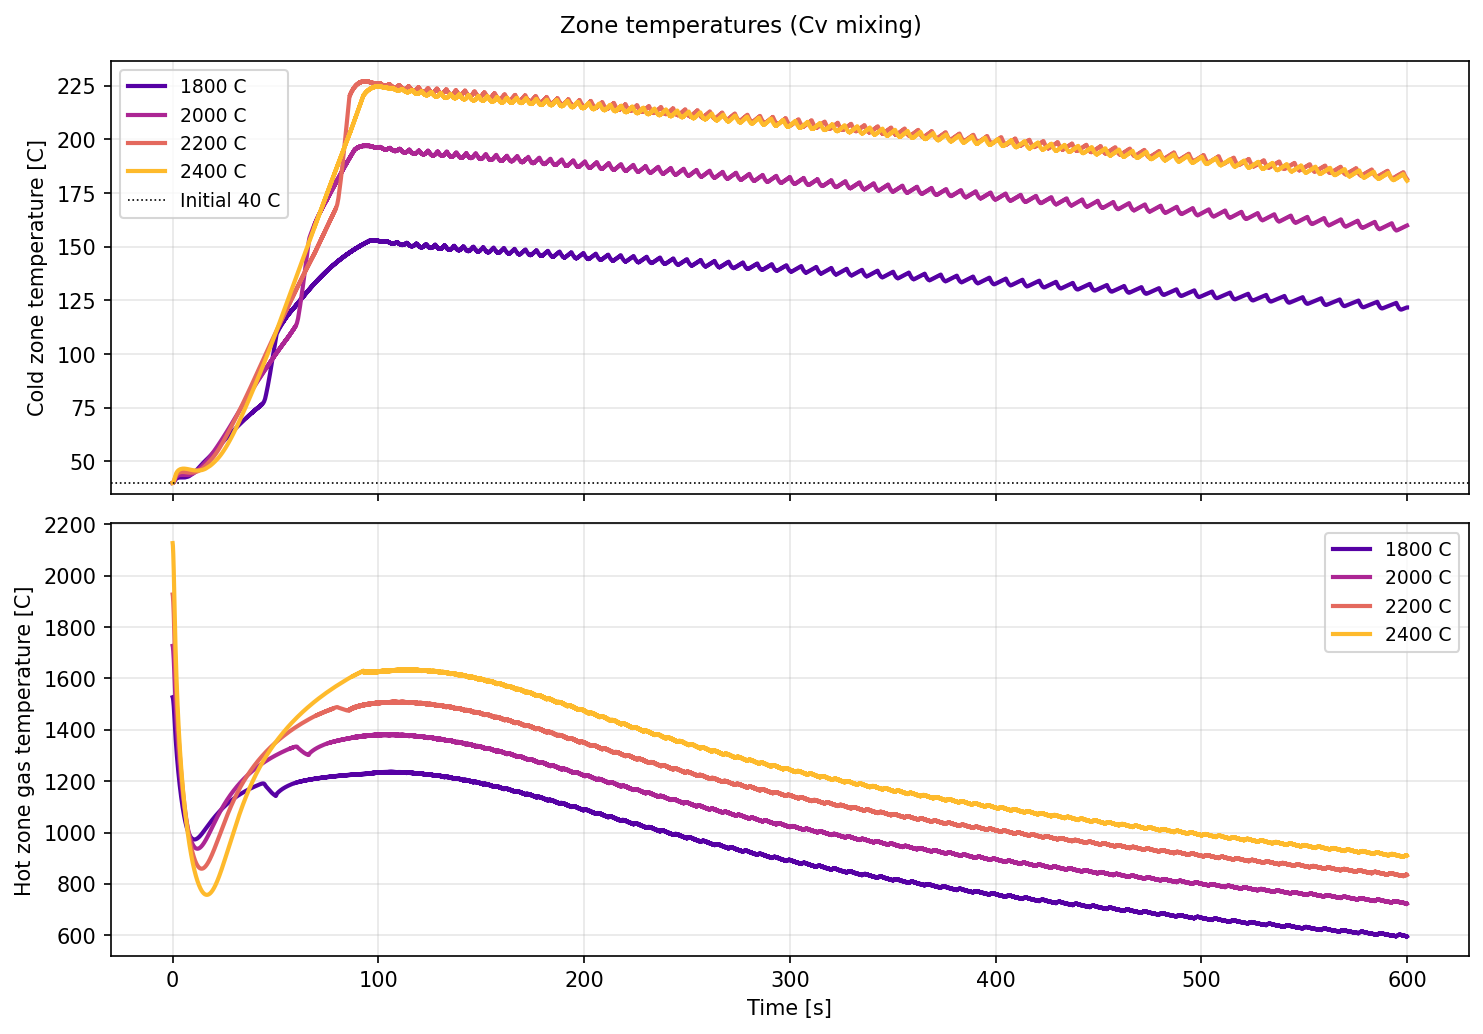 Zone temperatures (Cv mixing)
Cold zone temperature [C]
225
200
175
150
125
100
75
50
1800 C
2000 C
2200 C
2400 C
Initial 40 C
Hot zone gas temperature [C]
2200
2000
1800
1600
1400
1200
1000
800
600
1800 C
2000 C
2200 C
2400 C
0
100
200
300
400
500
600
Time [s]